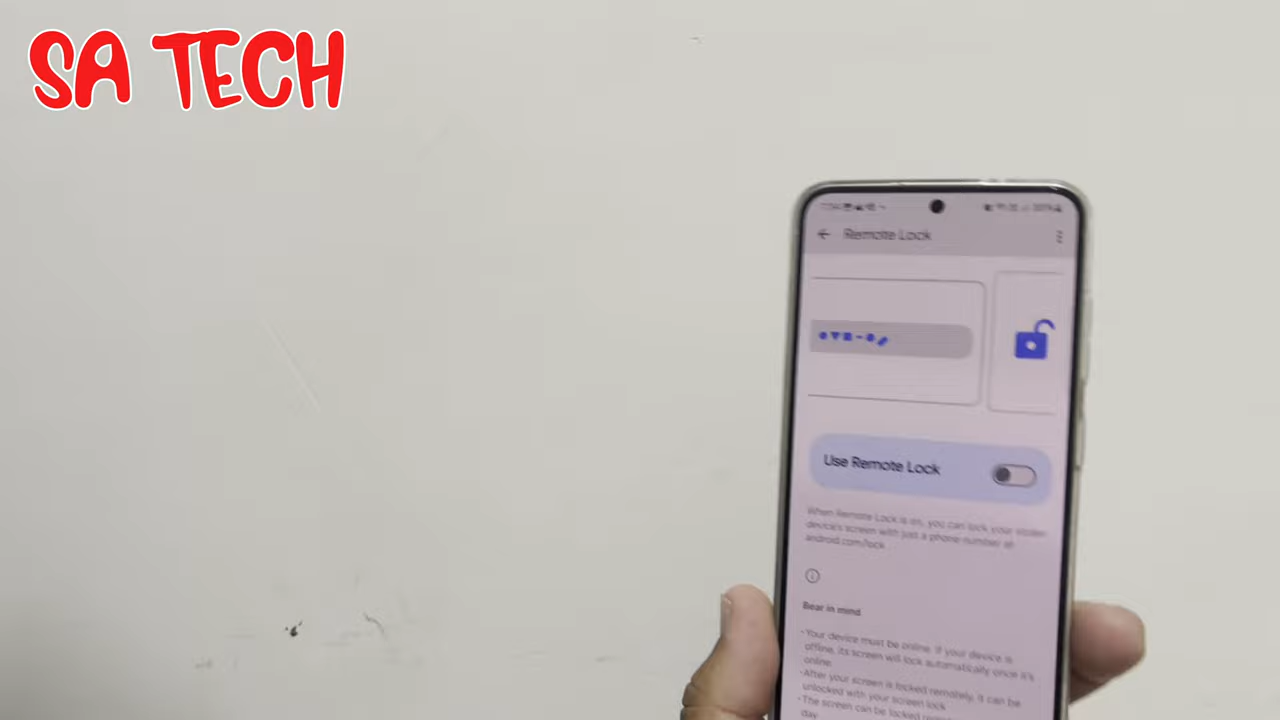 SA TECH
Remote Lock
Use Remote Lock
When Remote Lock is on, you can lock your stolen
device's screen with just a phone number at
android.com/lock
Bear in mind
• Your device must be online. If your device is
offline, its screen will lock automatically once it's
online.
• After your screen is locked remotely, it can be
unlocked with your screen lock
• The screen can be locked
day